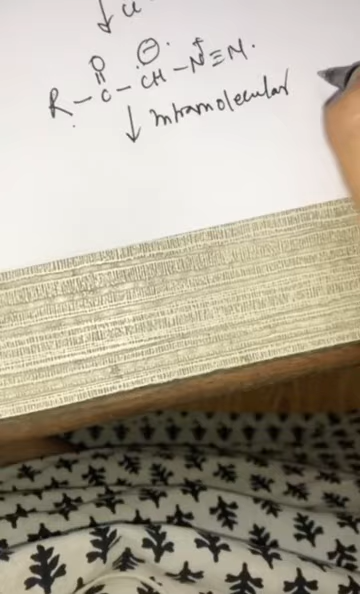 R - C(=O) - CH⊖ - N⁺ ≡ N.
↓ Intramolecular